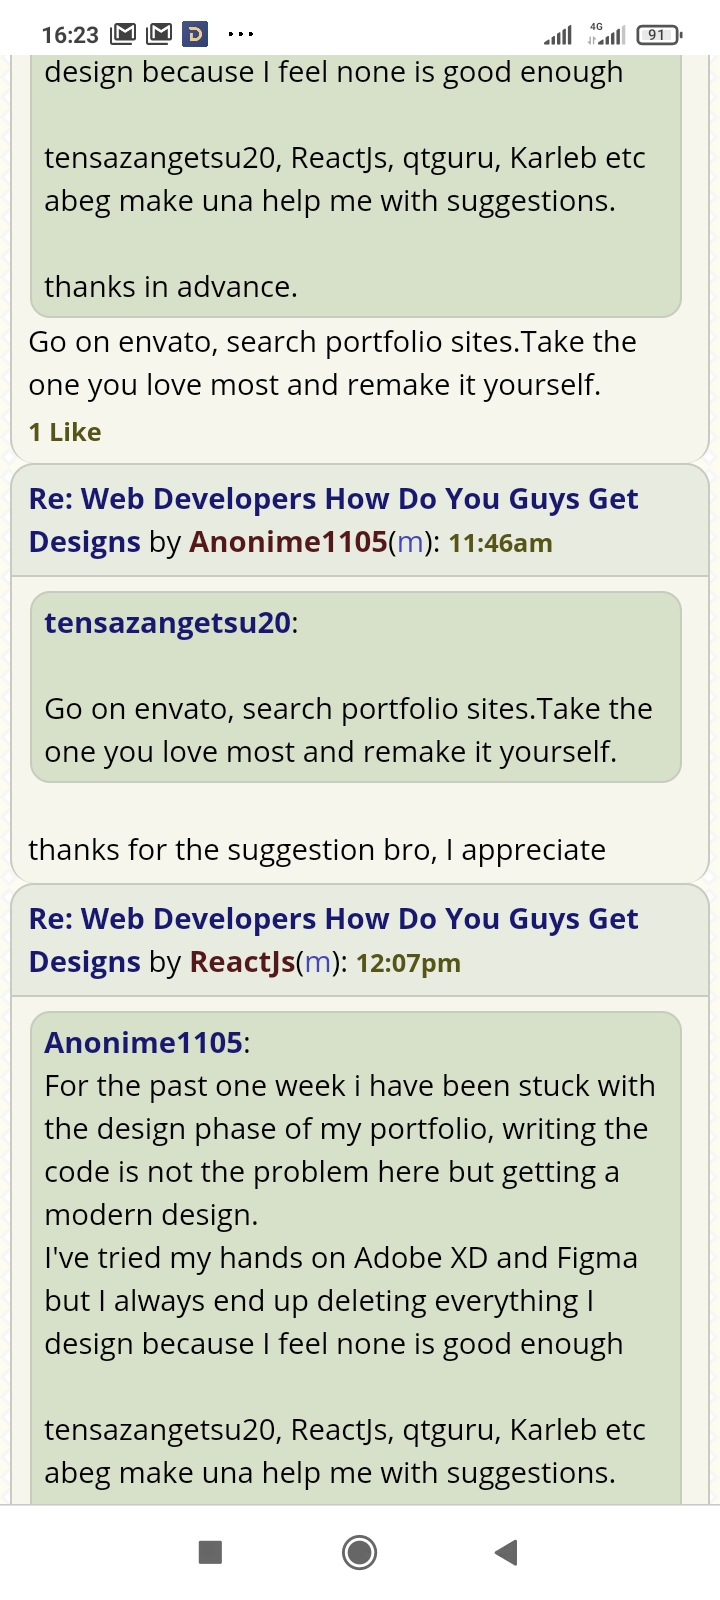 16:23
D
4G
91
design because I feel none is good enough
tensazangetsu20, ReactJs, qtguru, Karleb etc
abeg make una help me with suggestions.
thanks in advance.
Go on envato, search portfolio sites.Take the
one you love most and remake it yourself.
1 Like
Re: Web Developers How Do You Guys Get
Designs by Anonime1105(m): 11:46am
tensazangetsu20:
Go on envato, search portfolio sites.Take the
one you love most and remake it yourself.
thanks for the suggestion bro, I appreciate
Re: Web Developers How Do You Guys Get
Designs by ReactJs(m): 12:07pm
Anonime1105:
For the past one week i have been stuck with
the design phase of my portfolio, writing the
code is not the problem here but getting a
modern design.
I've tried my hands on Adobe XD and Figma
but I always end up deleting everything I
design because I feel none is good enough
tensazangetsu20, ReactJs, qtguru, Karleb etc
abeg make una help me with suggestions.